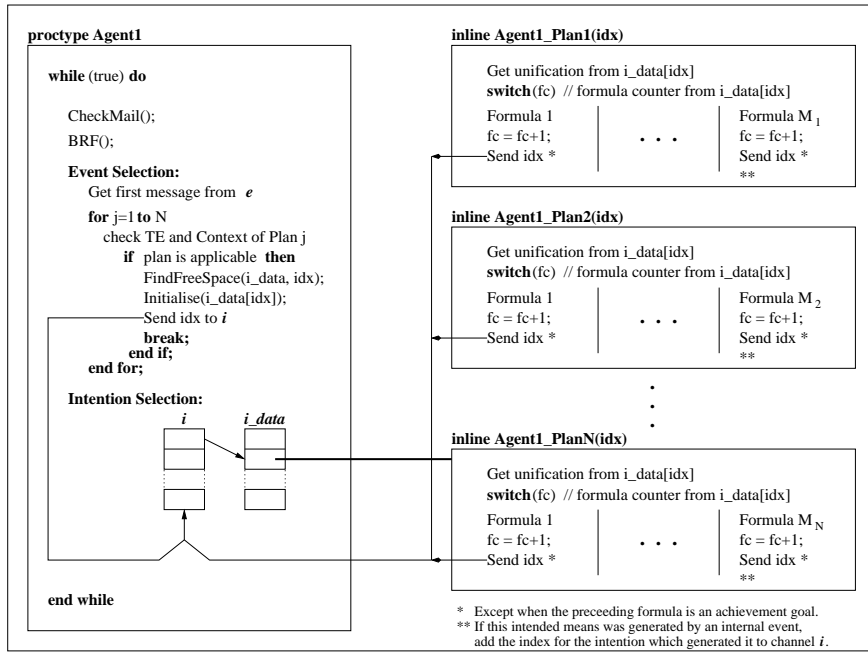 proctype Agent1
while (true) do
CheckMail();
BRF();
Event Selection:
Get first message from e
for j=1 to N
check TE and Context of Plan j
if plan is applicable then
FindFreeSpace(i_data, idx);
Initialise(i_data[idx]);
Send idx to i
break;
end if;
end for;
Intention Selection:
i i_data
end while
inline Agent1_Plan1(idx)
Get unification from i_data[idx]
switch(fc) // formula counter from i_data[idx]
Formula 1 Formula M1
fc = fc+1; . . . fc = fc+1;
Send idx * Send idx *
**
inline Agent1_Plan2(idx)
Get unification from i_data[idx]
switch(fc) // formula counter from i_data[idx]
Formula 1 Formula M2
fc = fc+1; . . . fc = fc+1;
Send idx * Send idx *
**
.
.
.
inline Agent1_PlanN(idx)
Get unification from i_data[idx]
switch(fc) // formula counter from i_data[idx]
Formula 1 Formula MN
fc = fc+1; . . . fc = fc+1;
Send idx * Send idx *
**
* Except when the preceeding formula is an achievement goal.
** If this intended means was generated by an internal event,
add the index for the intention which generated it to channel i.